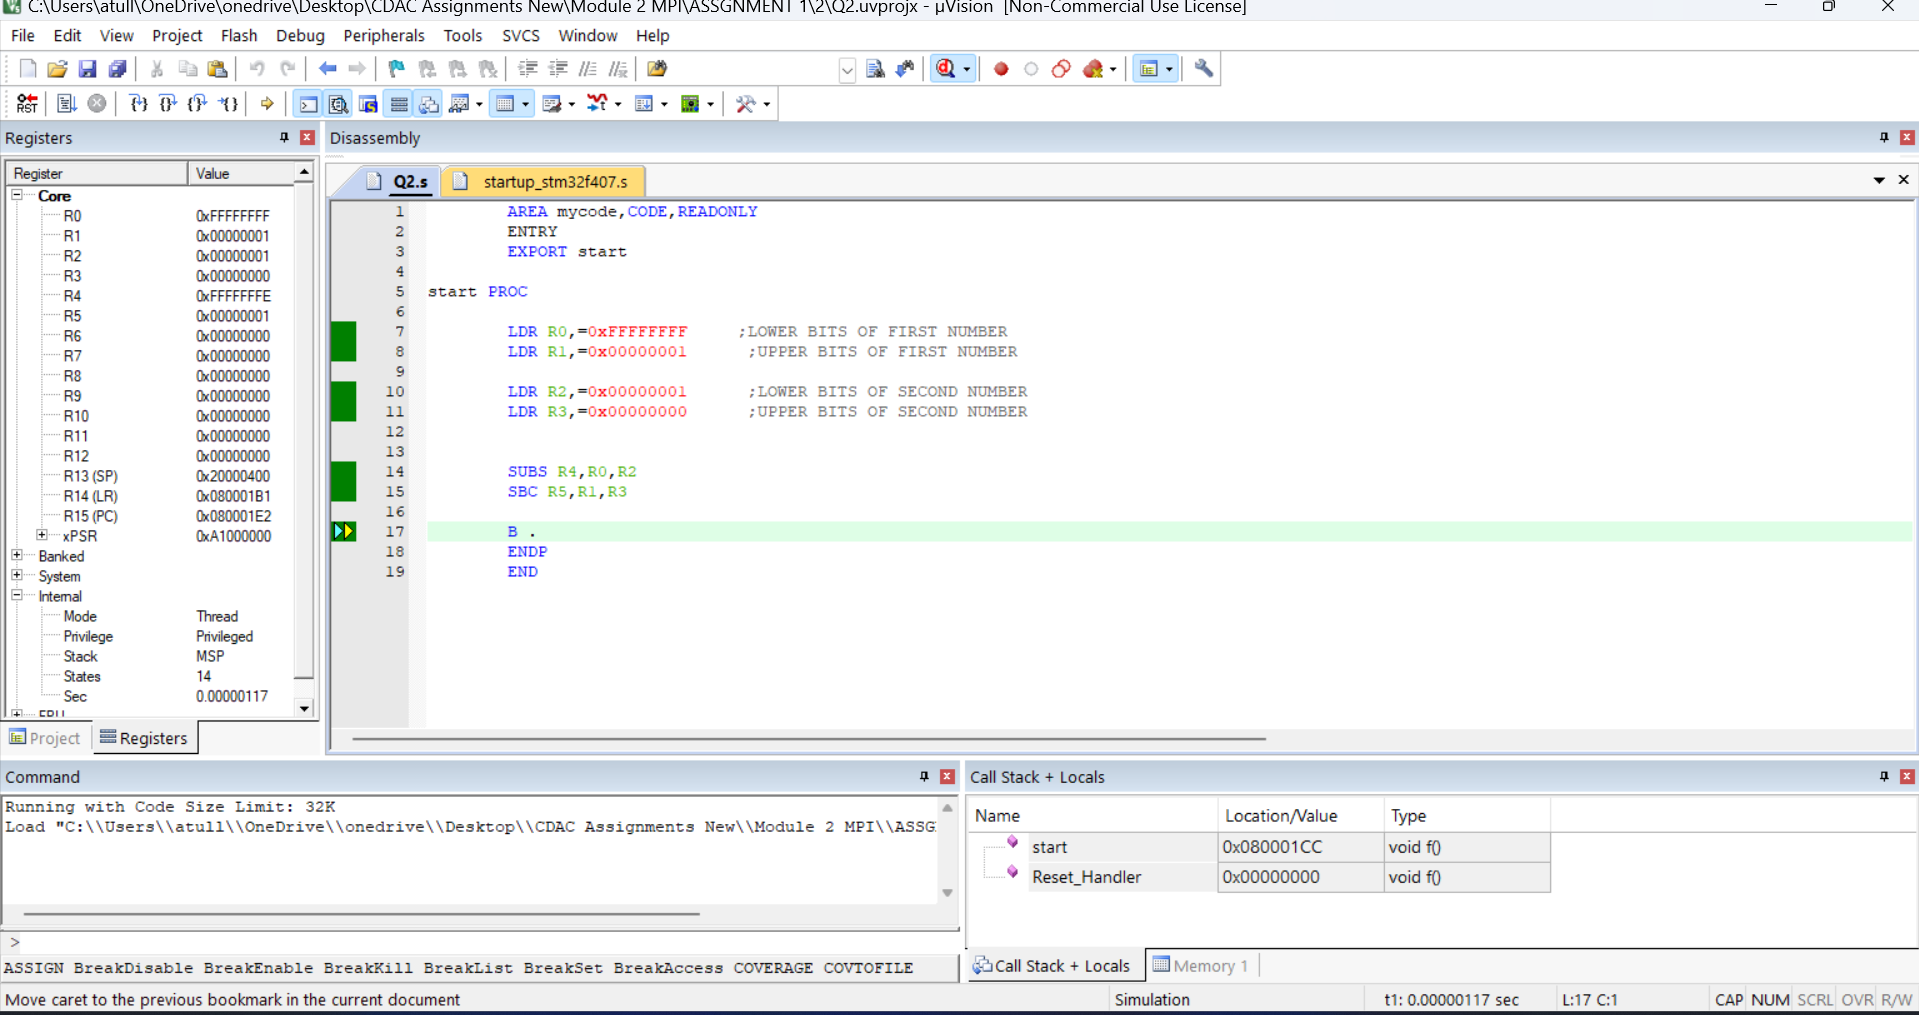 C:\Users\atull\OneDrive\onedrive\Desktop\CDAC Assignments New\Module 2 MPI\ASSGNMENT 1\2\Q2.uvprojx - µVision [Non-Commercial Use License]
File Edit View Project Flash Debug Peripherals Tools SVCS Window Help
RST
Registers
Register Value
Core
R0 0xFFFFFFFF
R1 0x00000001
R2 0x00000001
R3 0x00000000
R4 0xFFFFFFFE
R5 0x00000001
R6 0x00000000
R7 0x00000000
R8 0x00000000
R9 0x00000000
R10 0x00000000
R11 0x00000000
R12 0x00000000
R13 (SP) 0x20000400
R14 (LR) 0x080001B1
R15 (PC) 0x080001E2
xPSR 0xA1000000
Banked
System
Internal
Mode Thread
Privilege Privileged
Stack MSP
States 14
Sec 0.00000117
FPU
Project Registers
Disassembly
Q2.s startup_stm32f407.s
1 AREA mycode,CODE,READONLY
2 ENTRY
3 EXPORT start
4
5 start PROC
6
7 LDR R0,=0xFFFFFFFF ;LOWER BITS OF FIRST NUMBER
8 LDR R1,=0x00000001 ;UPPER BITS OF FIRST NUMBER
9
10 LDR R2,=0x00000001 ;LOWER BITS OF SECOND NUMBER
11 LDR R3,=0x00000000 ;UPPER BITS OF SECOND NUMBER
12
13
14 SUBS R4,R0,R2
15 SBC R5,R1,R3
16
17 B .
18 ENDP
19 END
Command
Running with Code Size Limit: 32K
Load "C:\\Users\\atull\\OneDrive\\onedrive\\Desktop\\CDAC Assignments New\\Module 2 MPI\\ASSG
>
ASSIGN BreakDisable BreakEnable BreakKill BreakList BreakSet BreakAccess COVERAGE COVTOFILE
Call Stack + Locals
Name Location/Value Type
start 0x080001CC void f()
Reset_Handler 0x00000000 void f()
Call Stack + Locals Memory 1
Move caret to the previous bookmark in the current document Simulation t1: 0.00000117 sec L:17 C:1 CAP NUM SCRL OVR R/W